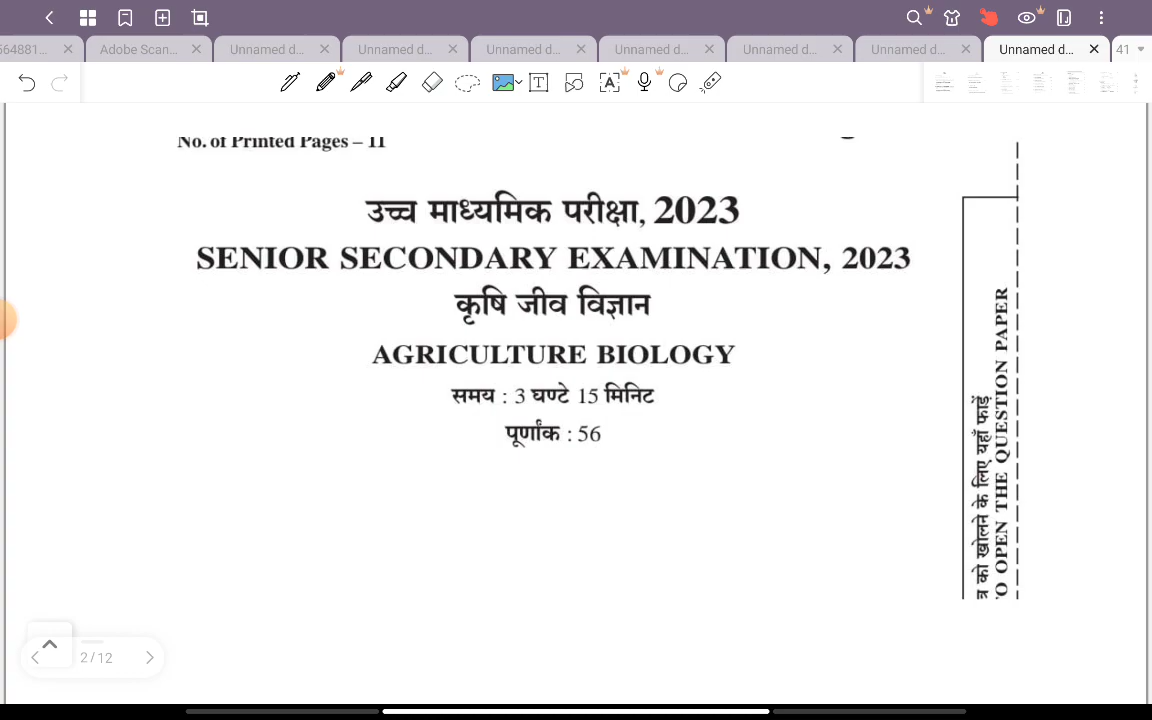 564881...
Adobe Scan...
Unnamed d...
Unnamed d...
Unnamed d...
Unnamed d...
Unnamed d...
Unnamed d...
Unnamed d...
41
No. of Printed Pages – 11
उच्च माध्यमिक परीक्षा, 2023
SENIOR SECONDARY EXAMINATION, 2023
कृषि जीव विज्ञान
AGRICULTURE BIOLOGY
समय : 3 घण्टे 15 मिनिट
पूर्णांक : 56
त्र को खोलने के लिए यहाँ फाड़ें
TO OPEN THE QUESTION PAPER
2/12